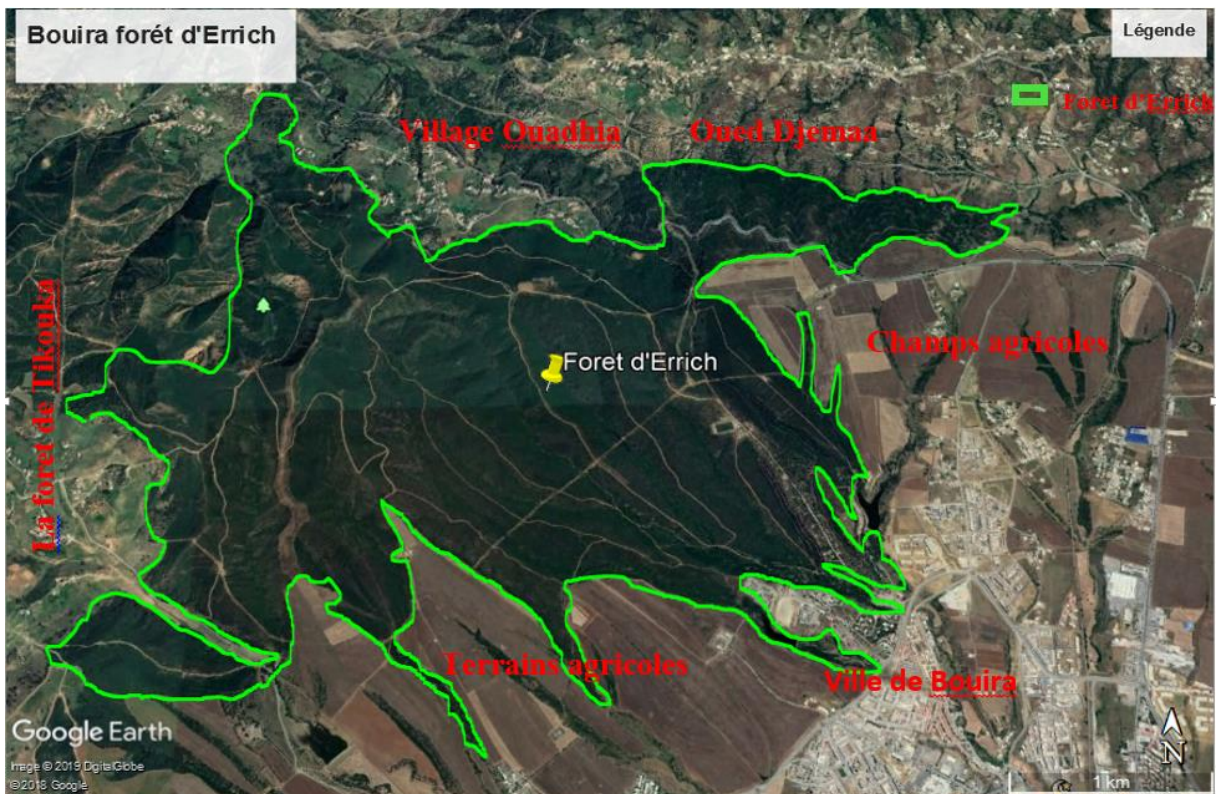 Bouira forét d'Errich
Légende
Foret d'Errich
Village Ouadhia
Oued Djemaa
Champs agricoles
Foret d'Errich
La foret de Tikouka
Terrains agricoles
Ville de Bouira
Google Earth
Image © 2019 DigitalGlobe
© 2018 Google
N
1 km